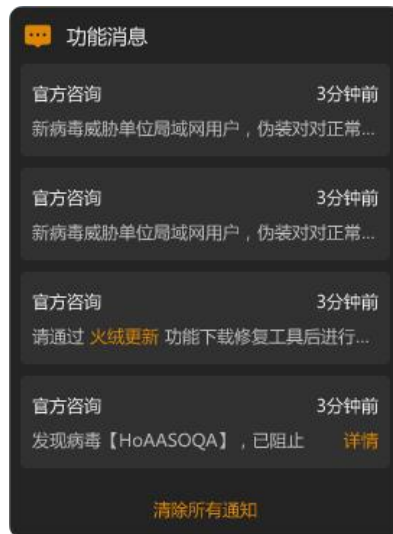 功能消息
官方咨询 3分钟前
新病毒威胁单位局域网用户，伪装对对正常...
官方咨询 3分钟前
新病毒威胁单位局域网用户，伪装对对正常...
官方咨询 3分钟前
请通过 火绒更新 功能下载修复工具后进行...
官方咨询 3分钟前
发现病毒【HoAASOQA】，已阻止 详情
清除所有通知